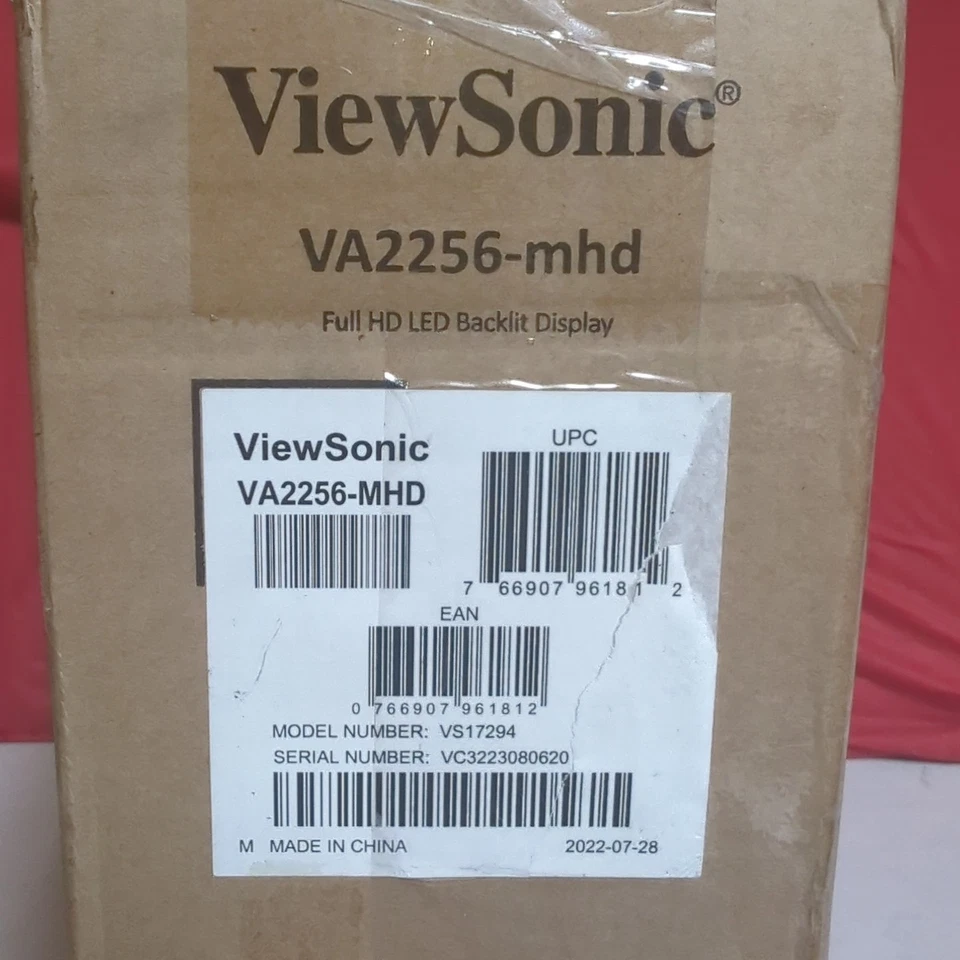 ViewSonic®
VA2256-mhd
Full HD LED Backlit Display
ViewSonic
VA2256-MHD
UPC
7 66907 96181 2
EAN
0 766907 961812
MODEL NUMBER: VS17294
SERIAL NUMBER: VC3223080620
M MADE IN CHINA 2022-07-28